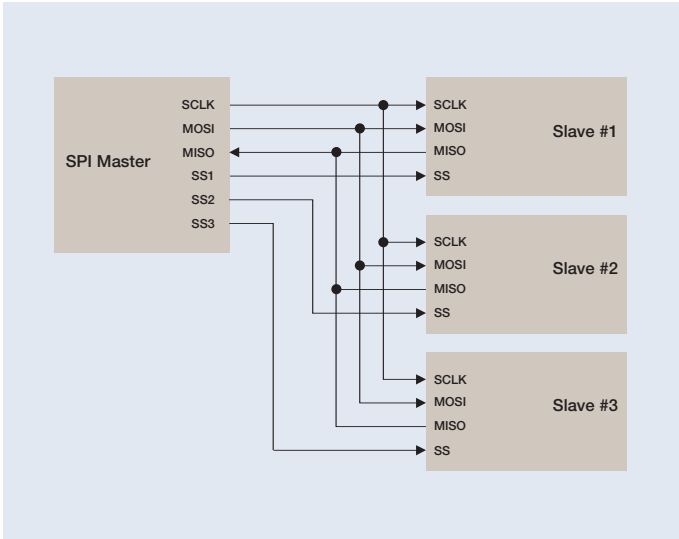 SPI Master
SCLK
MOSI
MISO
SS1
SS2
SS3
SCLK
MOSI
MISO
SS
Slave #1
SCLK
MOSI
MISO
SS
Slave #2
SCLK
MOSI
MISO
SS
Slave #3